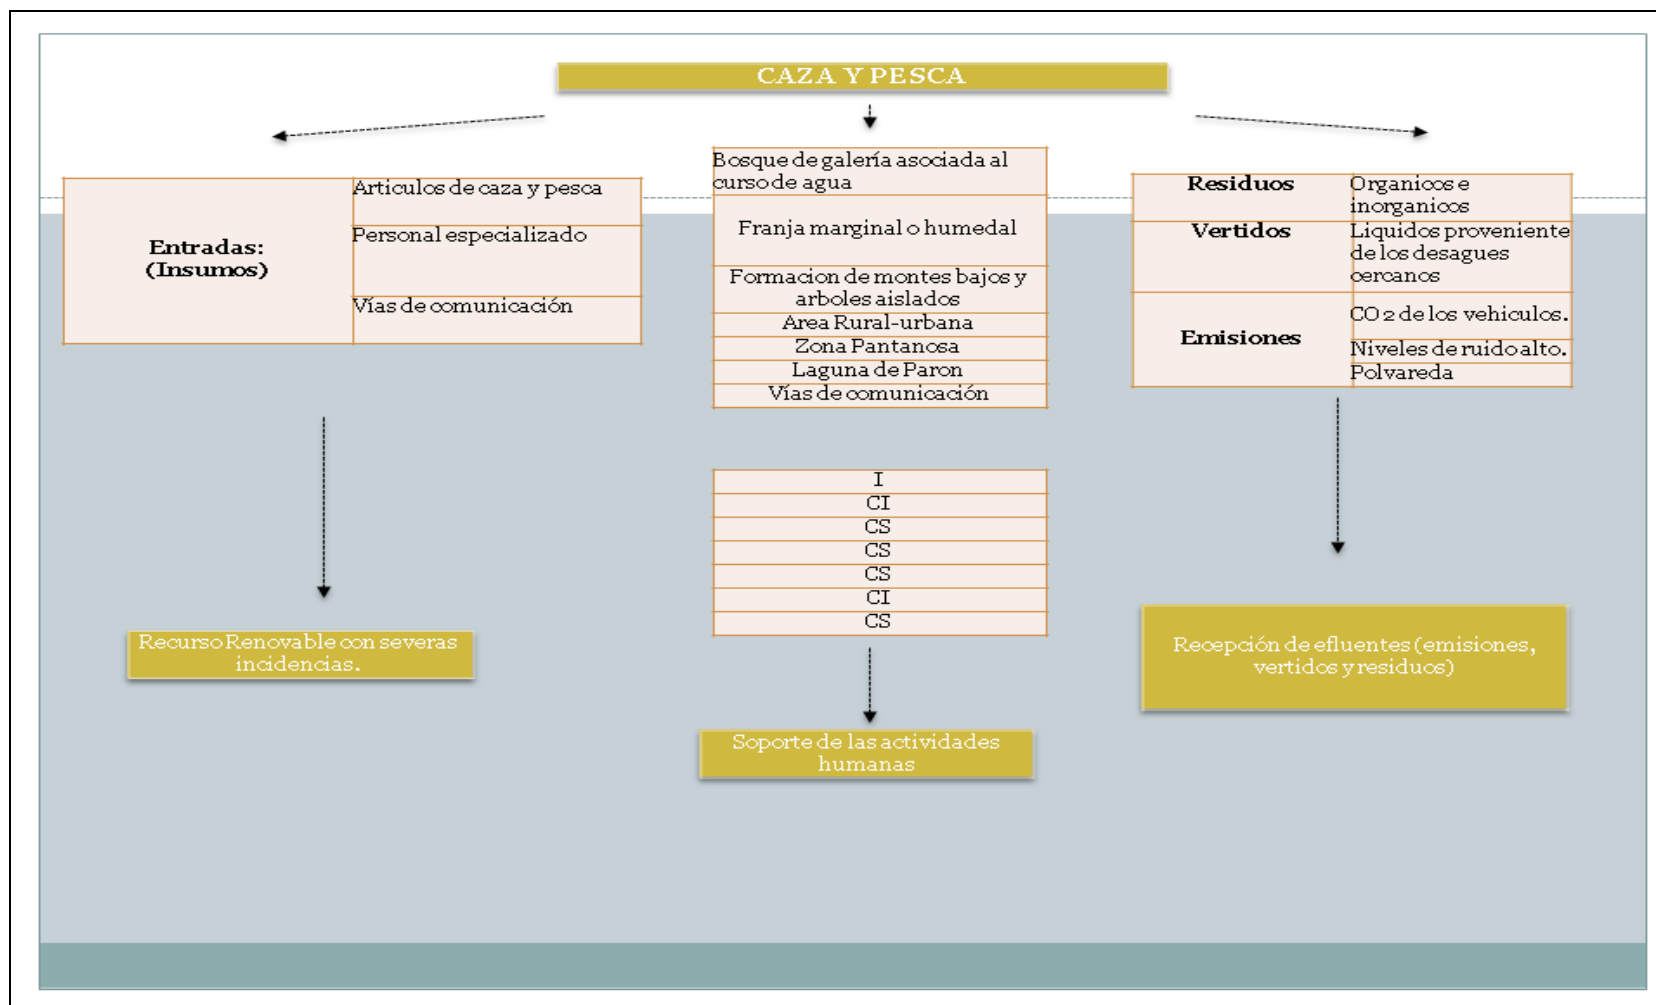 CAZA Y PESCA
Entradas:
(Insumos)
Articulos de caza y pesca
Personal especializado
Vías de comunicación
Bosque de galería asociada al
curso de agua
Franja marginal o humedal
Formacion de montes bajos y
arboles aislados
Area Rural-urbana
Zona Pantanosa
Laguna de Paron
Vías de comunicación
Residuos
Organicos e
inorganicos
Vertidos
Liquidos proveniente
de los desagues
cercanos
Emisiones
CO2 de los vehiculos.
Niveles de ruido alto.
Polvareda
I
CI
CS
CS
CS
CI
CS
Recurso Renovable con severas
incidencias.
Soporte de las actividades
humanas
Recepción de efluentes (emisiones,
vertidos y residuos)